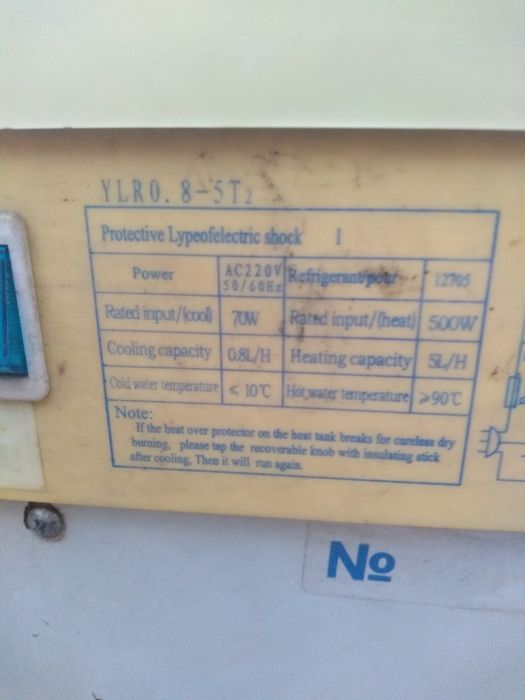 YLR0.8-5T2
Protective Lypeofelectric shock I
Power AC220V 50/60Hz Refrigerant/pour 12705
Rated input/(cool) 70W Rated input/(heat) 500W
Cooling capacity 0.8L/H Heating capacity 5L/H
Cold water temperature ≤ 10℃ Hot water temperature ≥90℃
Note:
If the heat over protector on the heat tank breaks for careless dry
burning, please tap the recoverable knob with insulating stick
after cooling, Then it will run again.
№